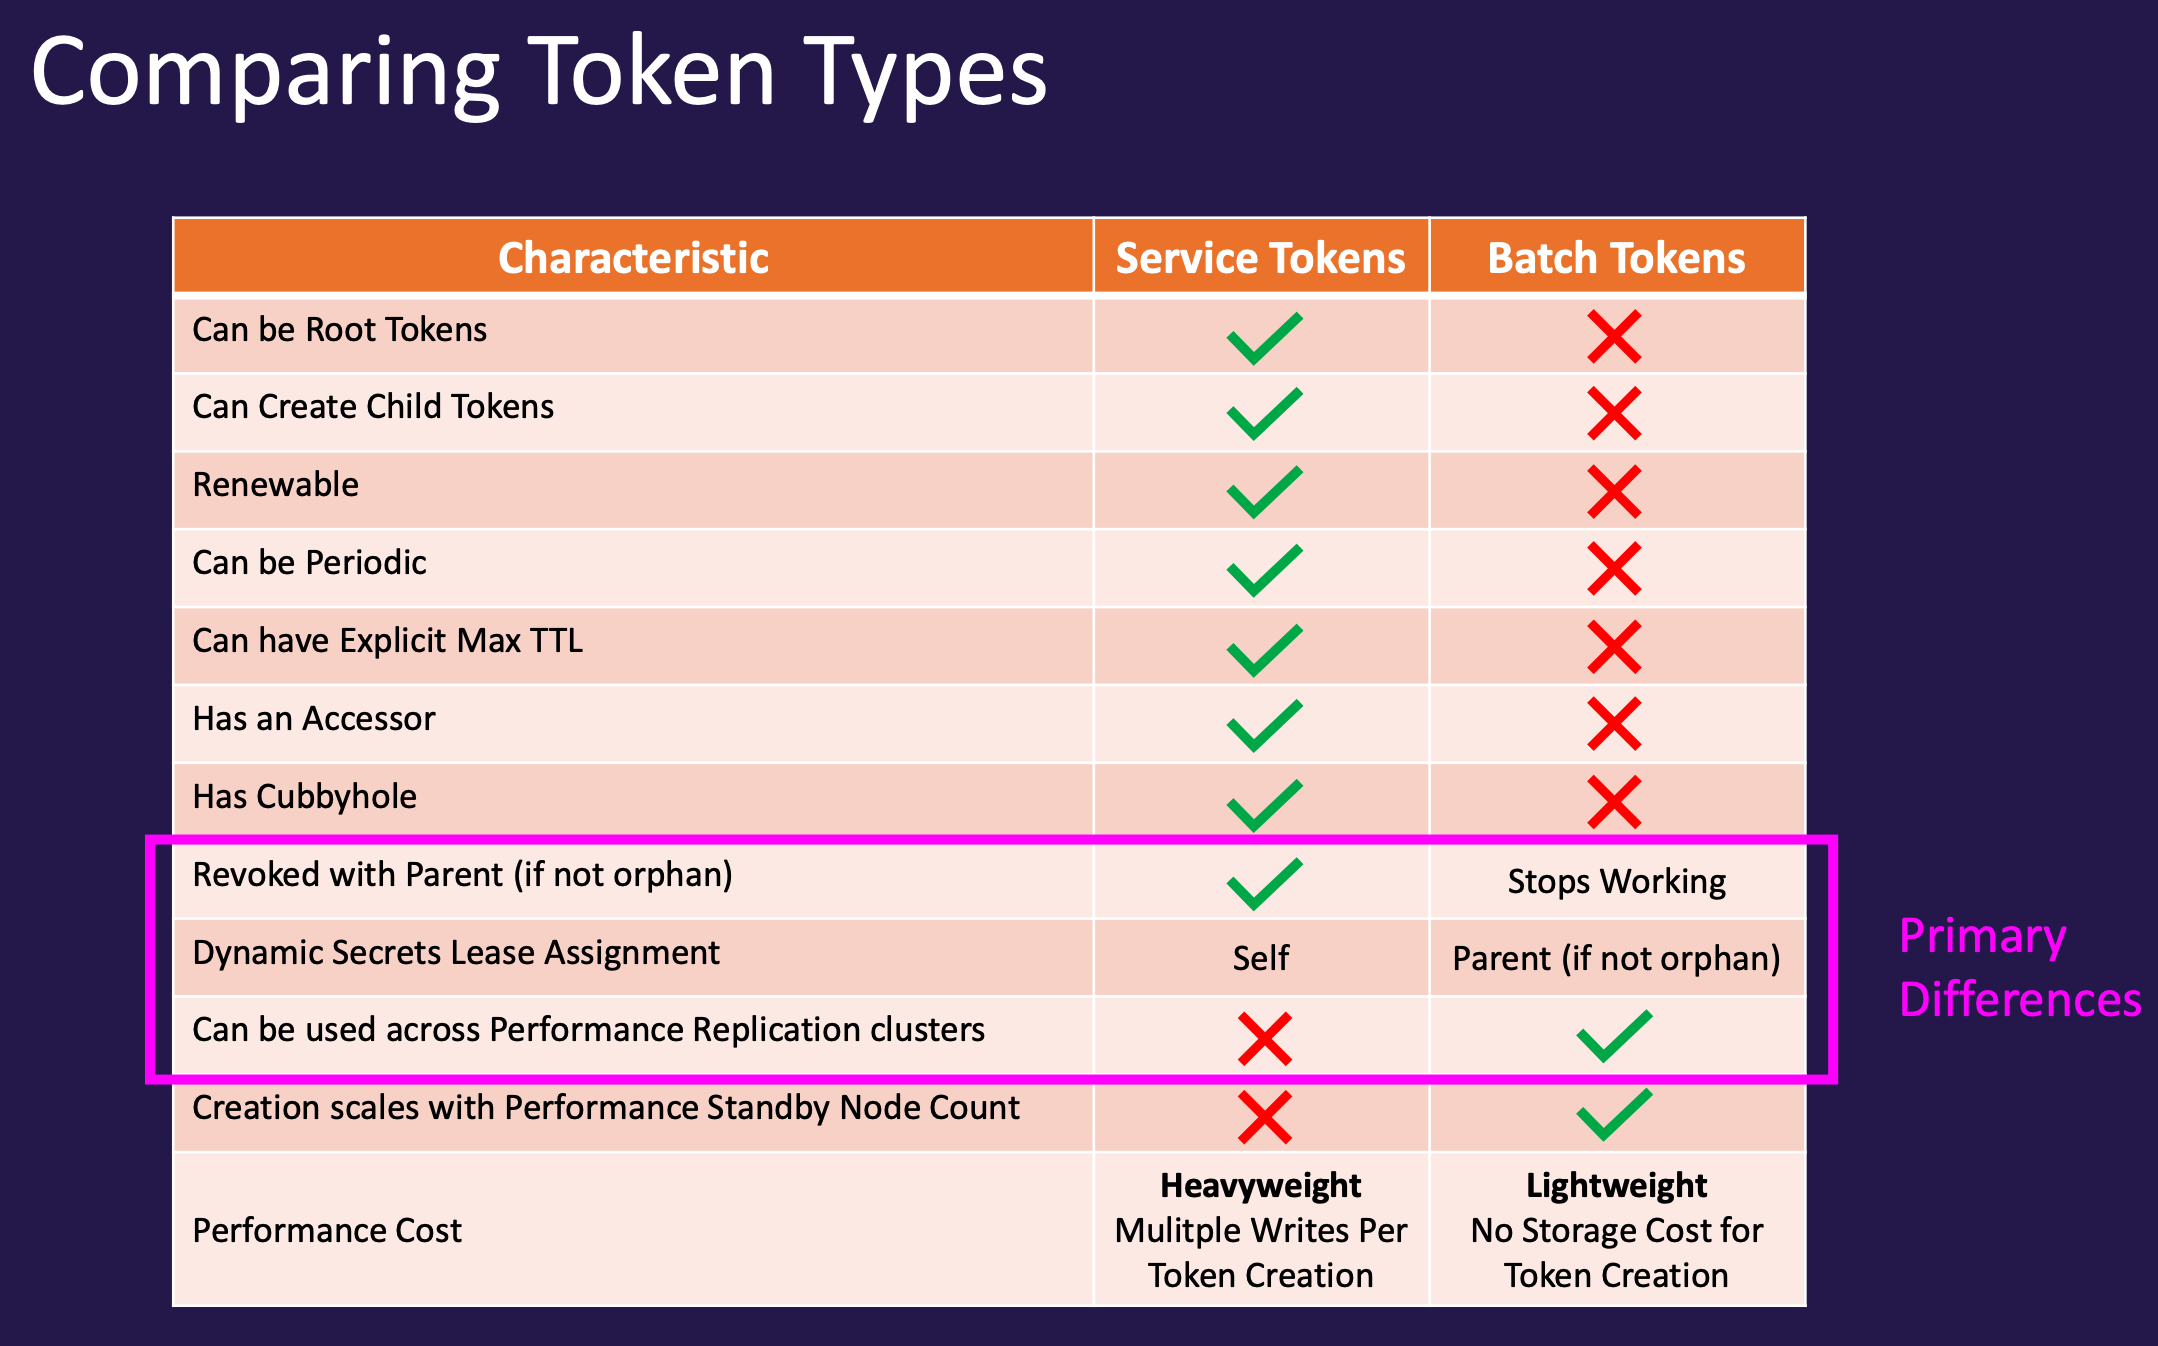 Comparing Token Types
Characteristic Service Tokens Batch Tokens
Can be Root Tokens
Can Create Child Tokens
Renewable
Can be Periodic
Can have Explicit Max TTL
Has an Accessor
Has Cubbyhole
Revoked with Parent (if not orphan) Stops Working
Dynamic Secrets Lease Assignment Self Parent (if not orphan)
Can be used across Performance Replication clusters
Primary
Differences
Creation scales with Performance Standby Node Count
Performance Cost
Heavyweight
Mulitple Writes Per
Token Creation
Lightweight
No Storage Cost for
Token Creation